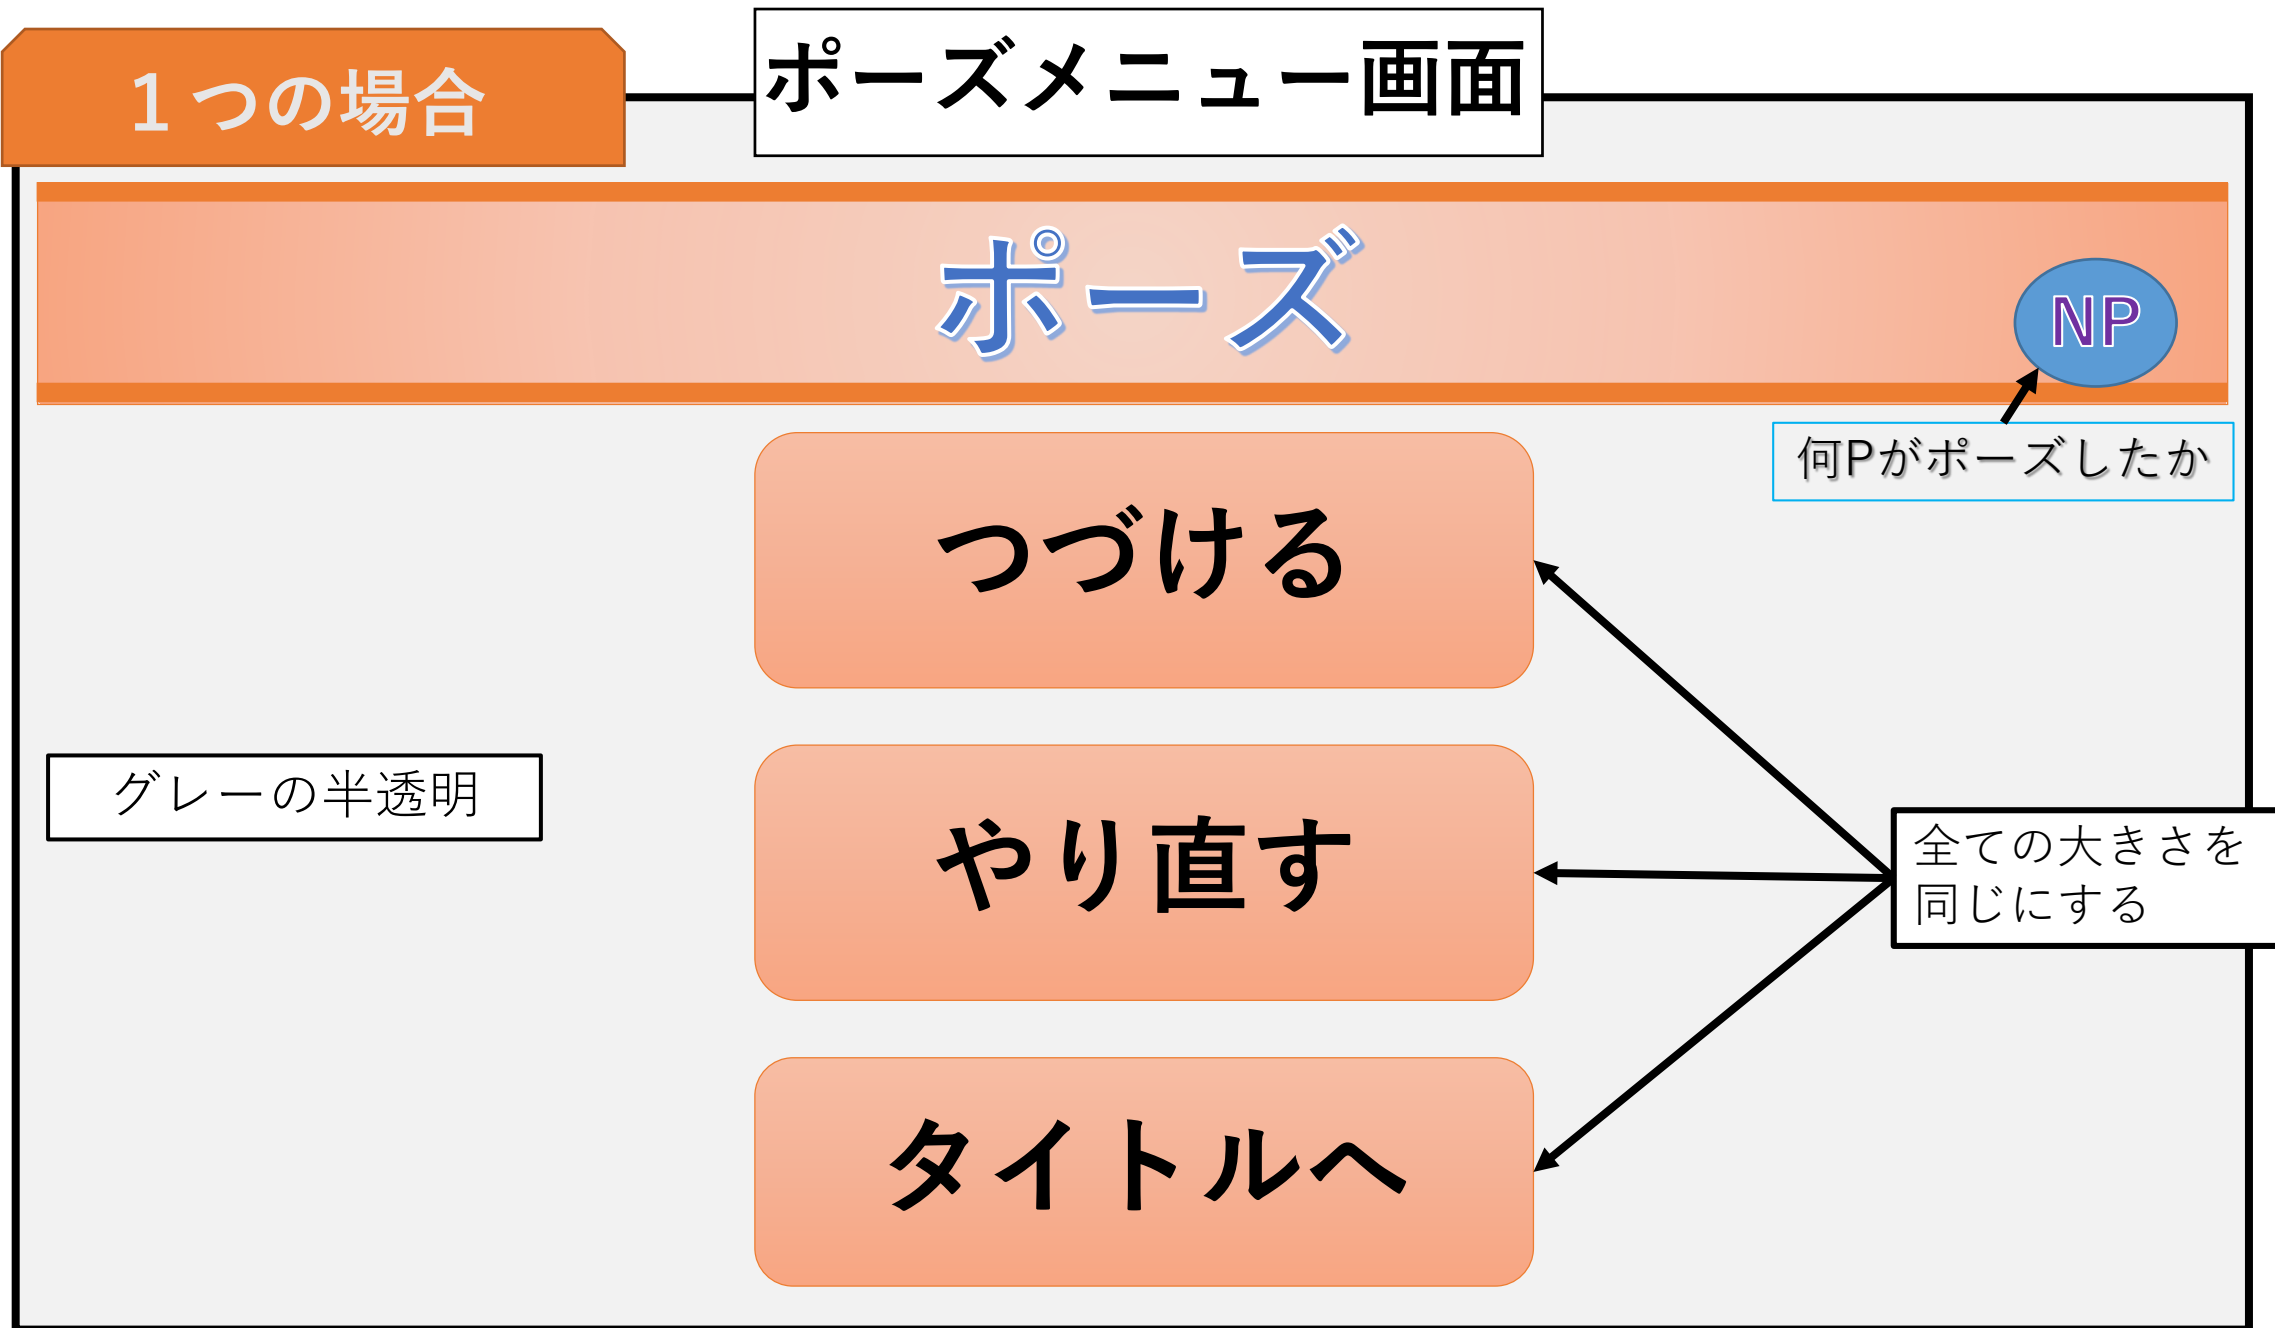 １つの場合
ポーズメニュー画面
ポーズ
NP
何Pがポーズしたか
つづける
グレーの半透明
やり直す
全ての大きさを
同じにする
タイトルへ